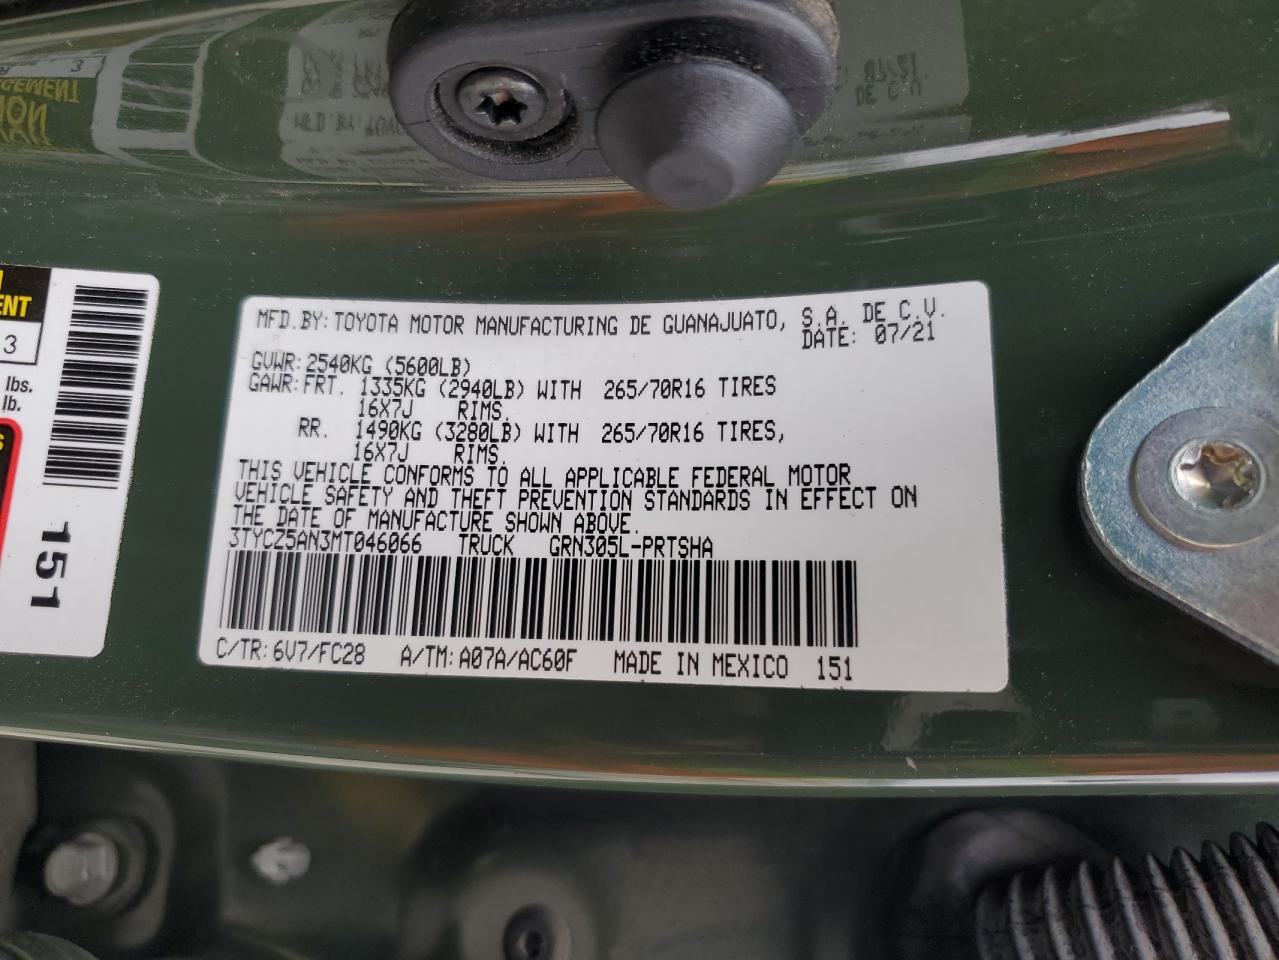 MFD.BY:TOYOTA MOTOR MANUFACTURING DE GUANAJUATO, S.A. DE C.V.
DATE: 07/21
GVWR:2540KG (5600LB)
GAWR:FRT. 1335KG (2940LB) WITH 265/70R16 TIRES
16X7J RIMS,
RR. 1490KG (3280LB) WITH 265/70R16 TIRES,
16X7J RIMS.
THIS VEHICLE CONFORMS TO ALL APPLICABLE FEDERAL MOTOR
VEHICLE SAFETY AND THEFT PREVENTION STANDARDS IN EFFECT ON
THE DATE OF MANUFACTURE SHOWN ABOVE.
3TYCZ5AN3MT046066 TRUCK GRN305L-PRTSHA
C/TR:6V7/FC28 A/TM:A07A/AC60F MADE IN MEXICO 151
3
lbs.
lb.
151